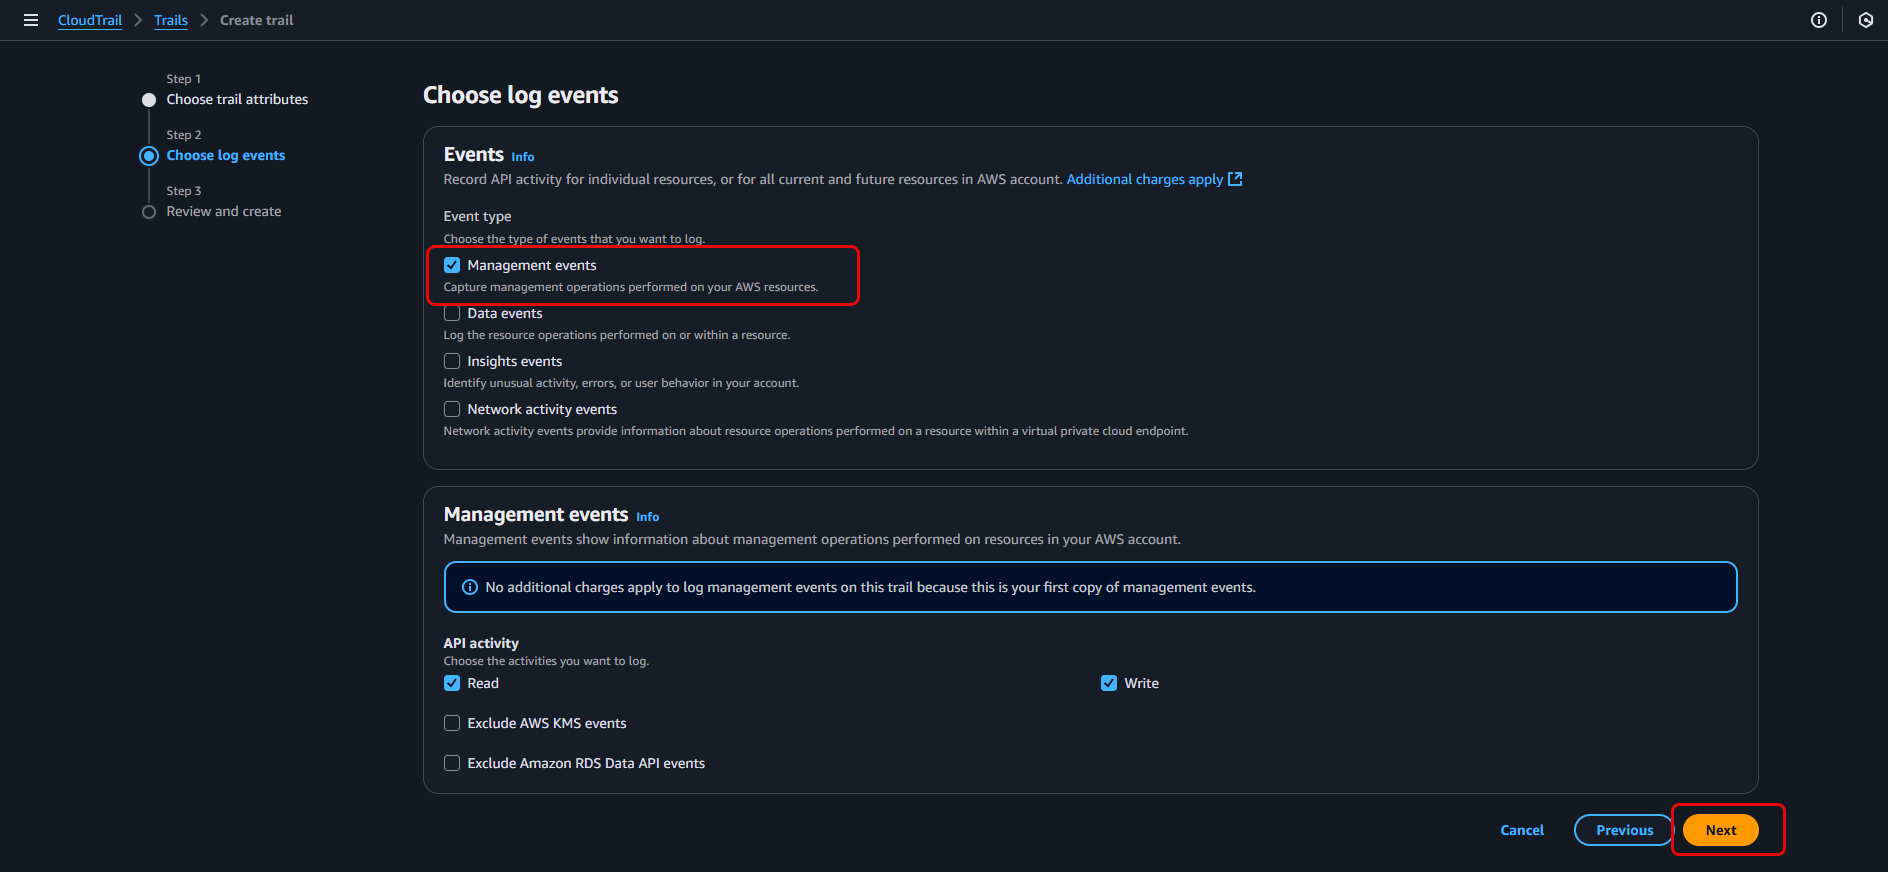 CloudTrail > Trails > Create trail
Step 1
Choose trail attributes
Step 2
Choose log events
Step 3
Review and create
Choose log events
Events Info
Record API activity for individual resources, or for all current and future resources in AWS account. Additional charges apply
Event type
Choose the type of events that you want to log.
Management events
Capture management operations performed on your AWS resources.
Data events
Log the resource operations performed on or within a resource.
Insights events
Identify unusual activity, errors, or user behavior in your account.
Network activity events
Network activity events provide information about resource operations performed on a resource within a virtual private cloud endpoint.
Management events Info
Management events show information about management operations performed on resources in your AWS account.
No additional charges apply to log management events on this trail because this is your first copy of management events.
API activity
Choose the activities you want to log.
Read Write
Exclude AWS KMS events
Exclude Amazon RDS Data API events
Cancel Previous Next